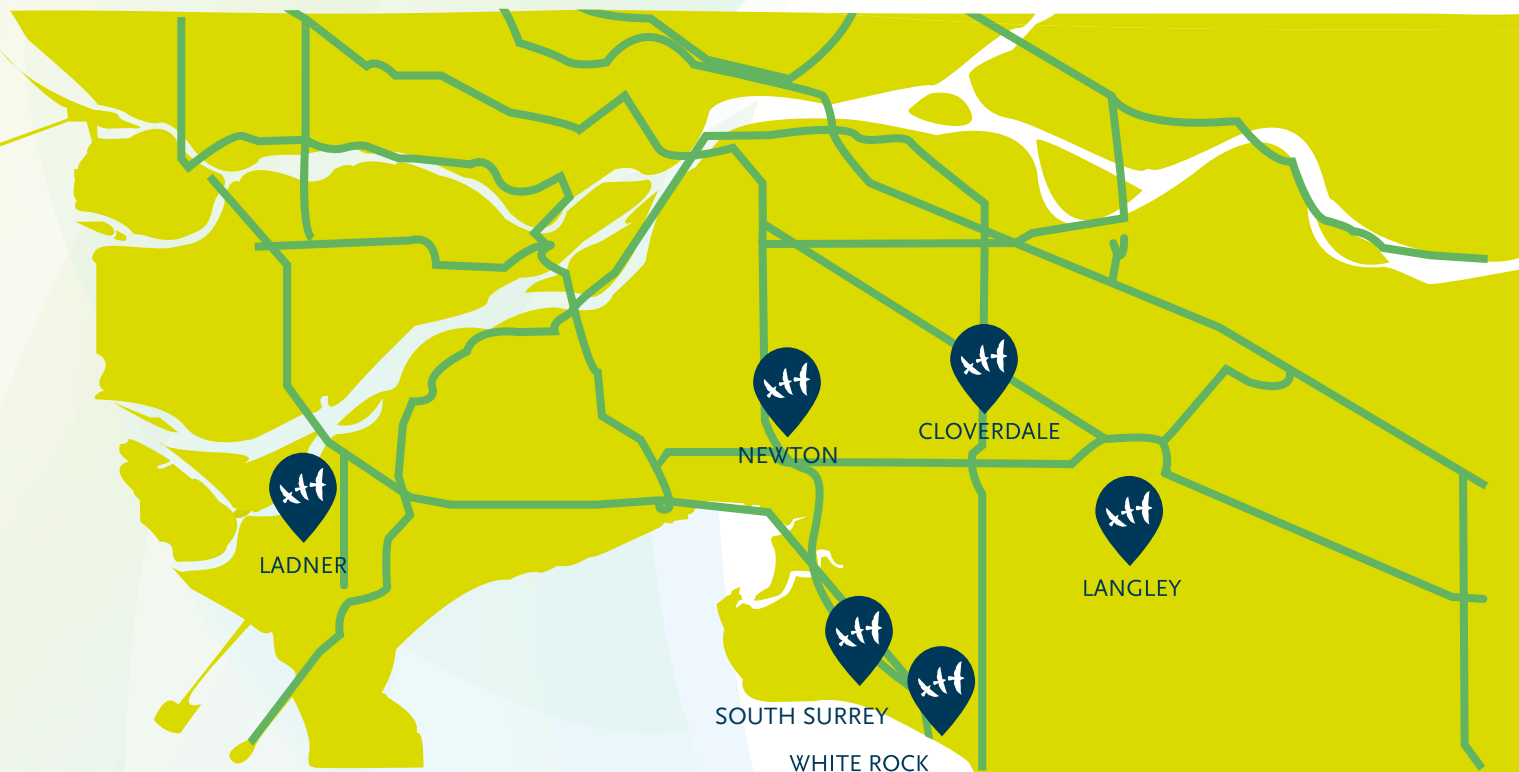 CLOVERDALE
NEWTON
LADNER
LANGLEY
SOUTH SURREY
WHITE ROCK